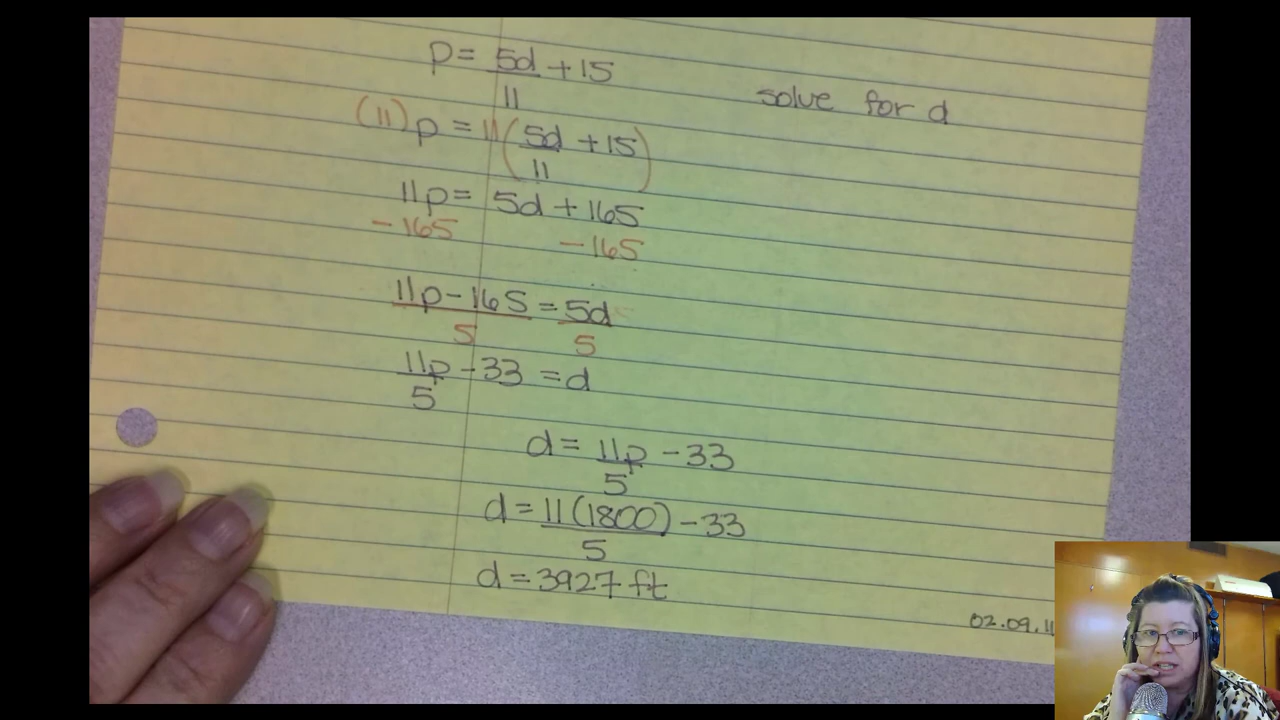 p = 5d/11 + 15
solve for d
(11) p = 11 (5d/11 + 15)
11p = 5d + 165
-165 -165
11p - 165 = 5d
5 5
11p/5 - 33 = d
d = 11p/5 - 33
d = 11(1800)/5 - 33
d = 3927 ft
02.09.11